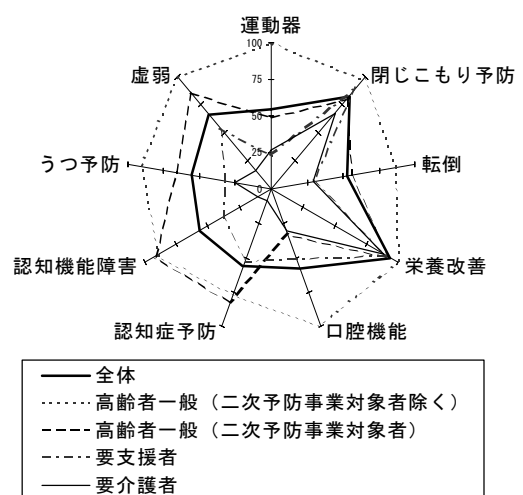 運動器
100
虚弱
閉じこもり予防
75
50
うつ予防
転倒
25
0
認知機能障害
栄養改善
認知症予防
口腔機能
全体
高齢者一般（二次予防事業対象者除く）
高齢者一般（二次予防事業対象者）
要支援者
要介護者